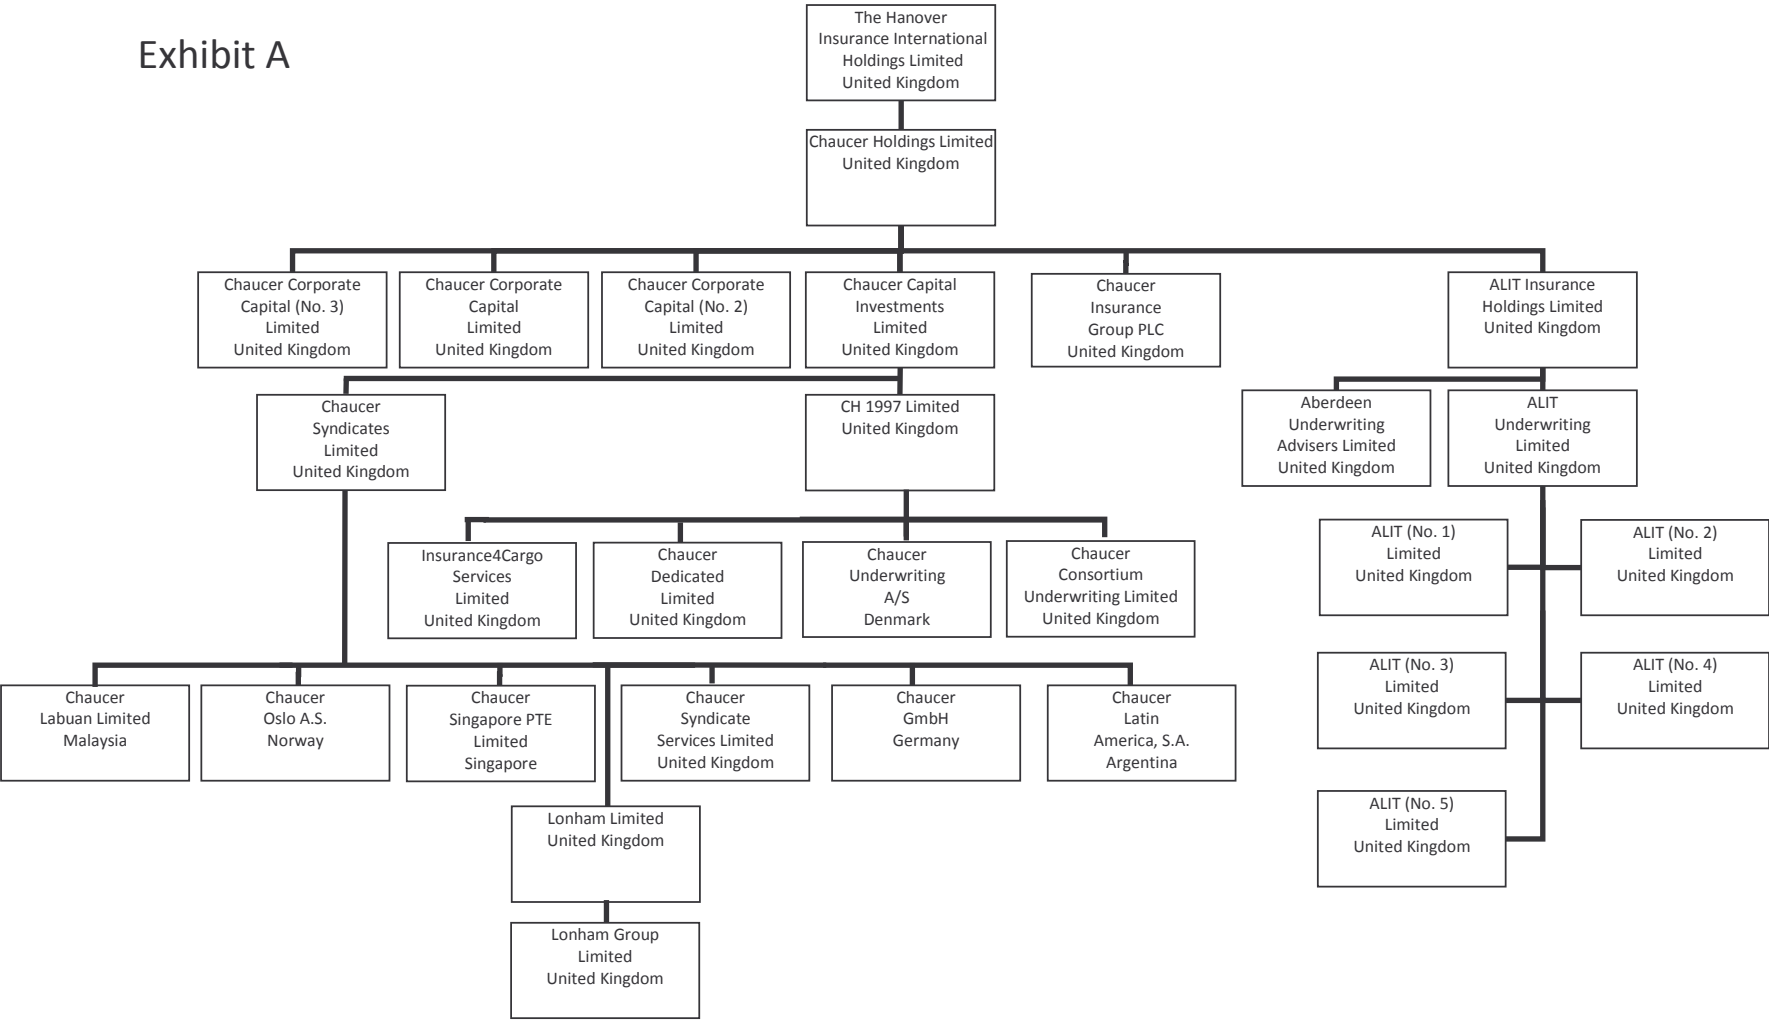 Exhibit A
The Hanover
Insurance International
Holdings Limited
United Kingdom
Chaucer Holdings Limited
United Kingdom
Chaucer Corporate
Capital (No. 3)
Limited
United Kingdom
Chaucer Corporate
Capital
Limited
United Kingdom
Chaucer Corporate
Capital (No. 2)
Limited
United Kingdom
Chaucer Capital
Investments
Limited
United Kingdom
Chaucer
Insurance
Group PLC
United Kingdom
ALIT Insurance
Holdings Limited
United Kingdom
Chaucer
Syndicates
Limited
United Kingdom
CH 1997 Limited
United Kingdom
Aberdeen
Underwriting
Advisers Limited
United Kingdom
ALIT
Underwriting
Limited
United Kingdom
Insurance4Cargo
Services
Limited
United Kingdom
Chaucer
Dedicated
Limited
United Kingdom
Chaucer
Underwriting
A/S
Denmark
Chaucer
Consortium
Underwriting Limited
United Kingdom
ALIT (No. 1)
Limited
United Kingdom
ALIT (No. 2)
Limited
United Kingdom
ALIT (No. 3)
Limited
United Kingdom
ALIT (No. 4)
Limited
United Kingdom
Chaucer
Labuan Limited
Malaysia
Chaucer
Oslo A.S.
Norway
Chaucer
Singapore PTE
Limited
Singapore
Chaucer
Syndicate
Services Limited
United Kingdom
Chaucer
GmbH
Germany
Chaucer
Latin
America, S.A.
Argentina
ALIT (No. 5)
Limited
United Kingdom
Lonham Limited
United Kingdom
Lonham Group
Limited
United Kingdom